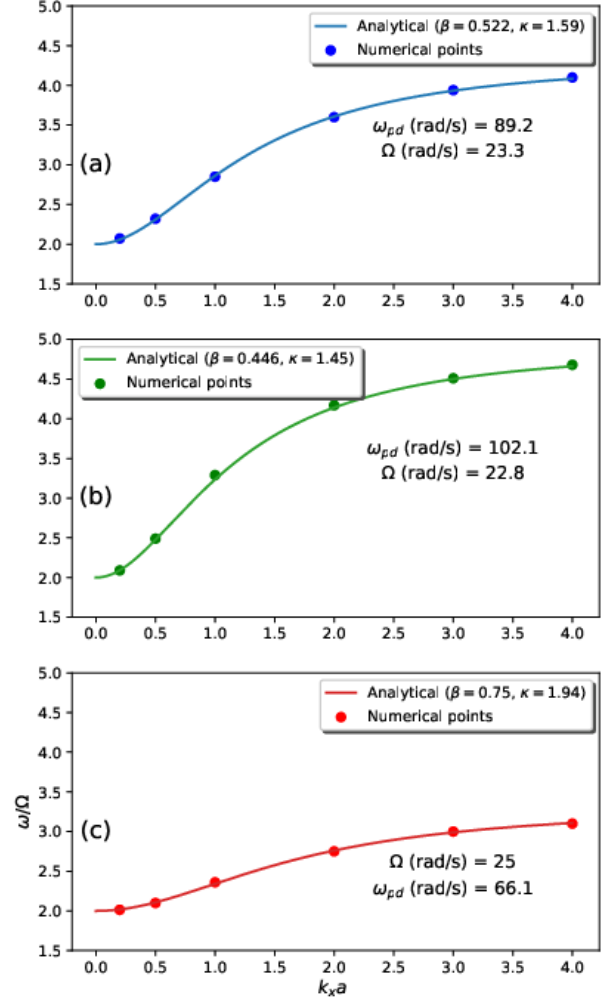 5.0
4.5
4.0
3.5
3.0
2.5
2.0
1.5
Analytical (β = 0.522, κ = 1.59)
Numerical points
ω_pd (rad/s) = 89.2
Ω (rad/s) = 23.3
(a)
0.0 0.5 1.0 1.5 2.0 2.5 3.0 3.5 4.0
5.0
4.5
4.0
3.5
3.0
2.5
2.0
1.5
Analytical (β = 0.446, κ = 1.45)
Numerical points
ω_pd (rad/s) = 102.1
Ω (rad/s) = 22.8
(b)
0.0 0.5 1.0 1.5 2.0 2.5 3.0 3.5 4.0
5.0
4.5
4.0
3.5
3.0
2.5
2.0
1.5
ω/Ω
Analytical (β = 0.75, κ = 1.94)
Numerical points
(c)
Ω (rad/s) = 25
ω_pd (rad/s) = 66.1
0.0 0.5 1.0 1.5 2.0 2.5 3.0 3.5 4.0
k_x a